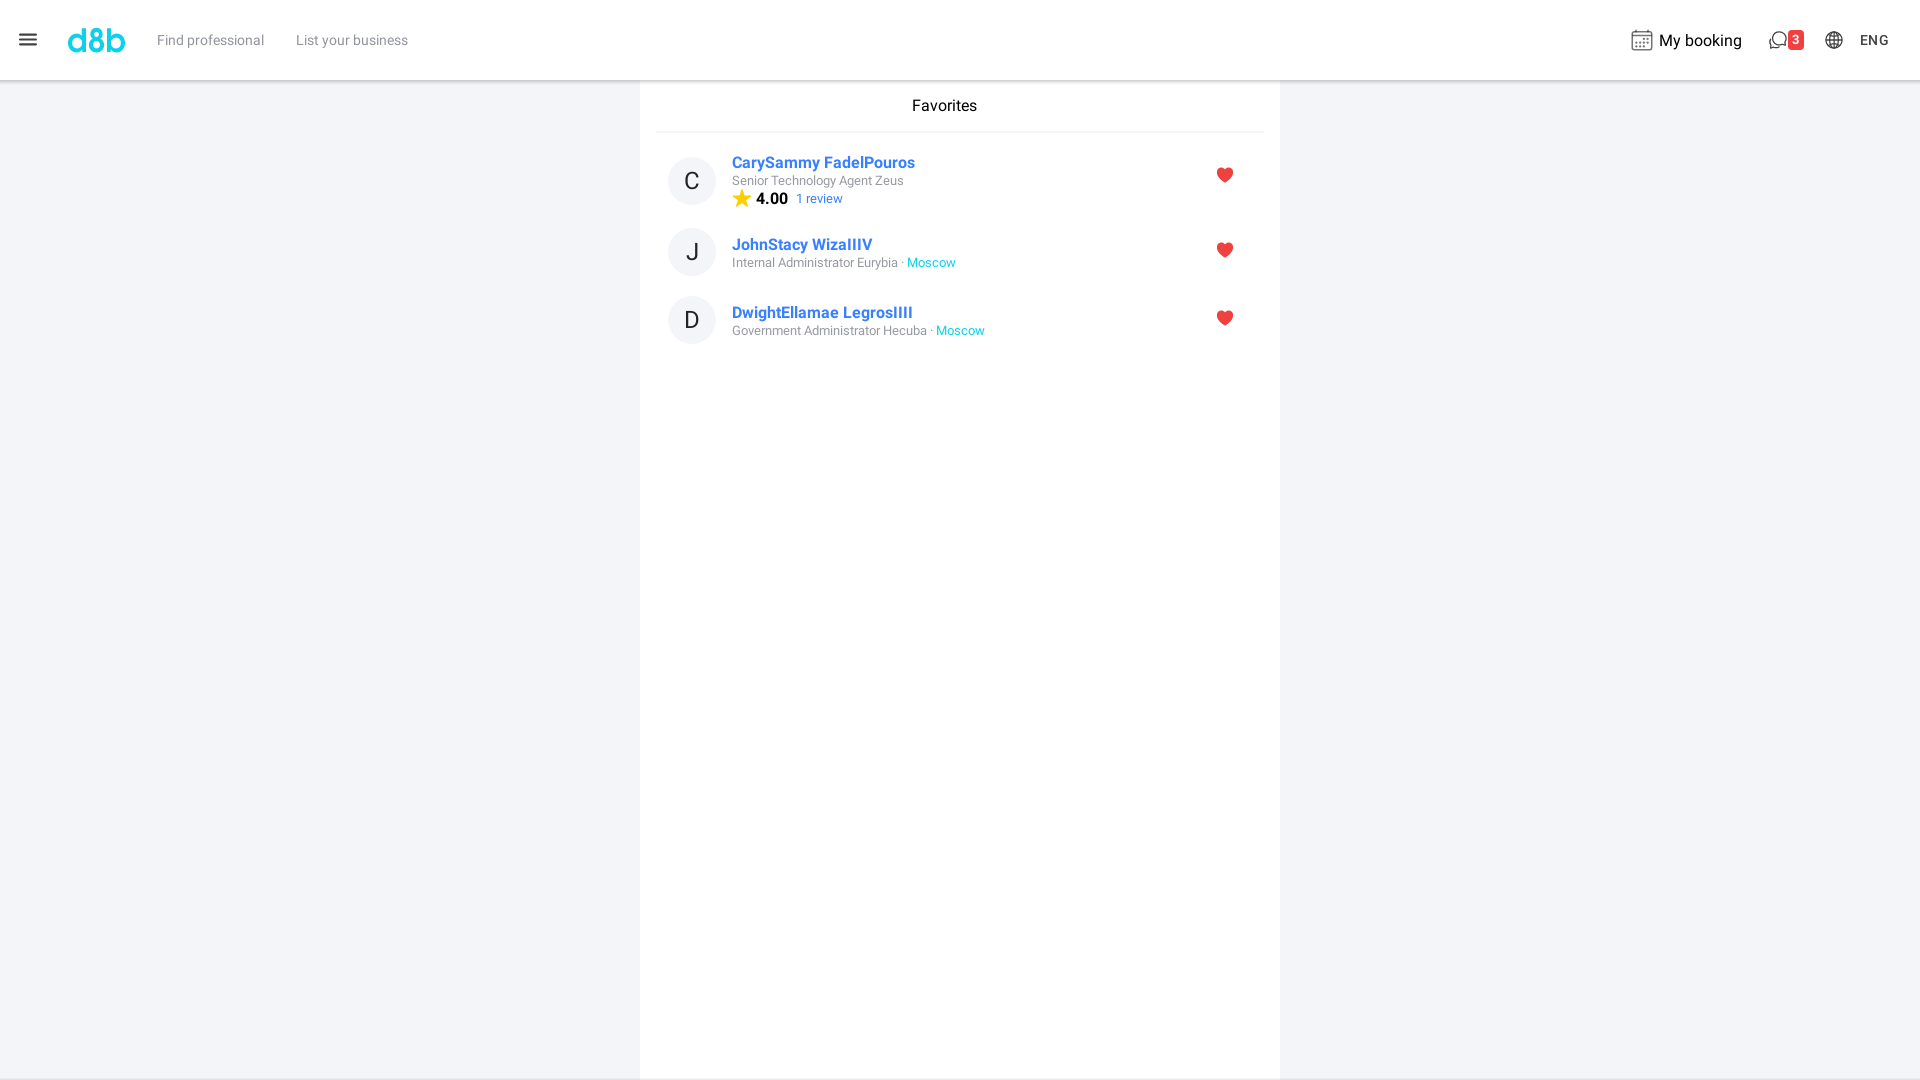 d8b
Find professional
List your business
My booking
3
ENG
Favorites
C
CarySammy FadelPouros
Senior Technology Agent Zeus
4.00 1 review
J
JohnStacy WizaIIIV
Internal Administrator Eurybia · Moscow
D
DwightEllamae LegrosIIII
Government Administrator Hecuba · Moscow